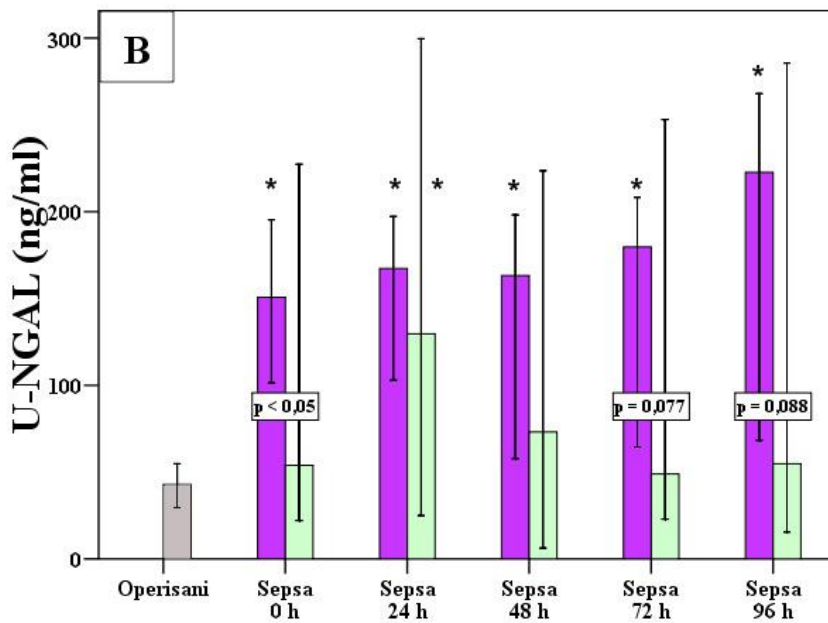 B
U-NGAL (ng/ml)
300
200
100
0
* * * * * *
p < 0,05
p = 0,077
p = 0,088
Operisani
Sepsa
0 h
Sepsa
24 h
Sepsa
48 h
Sepsa
72 h
Sepsa
96 h